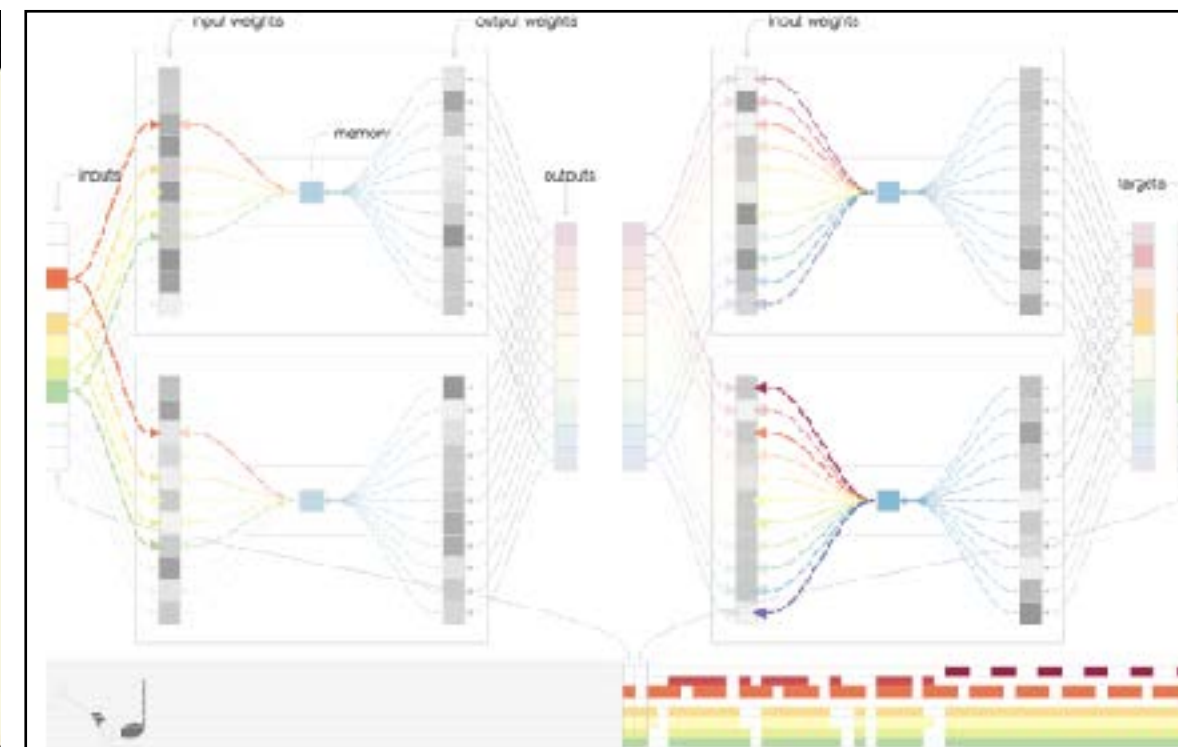 input weights
output weights
input weights
memory
inputs
outputs
targets